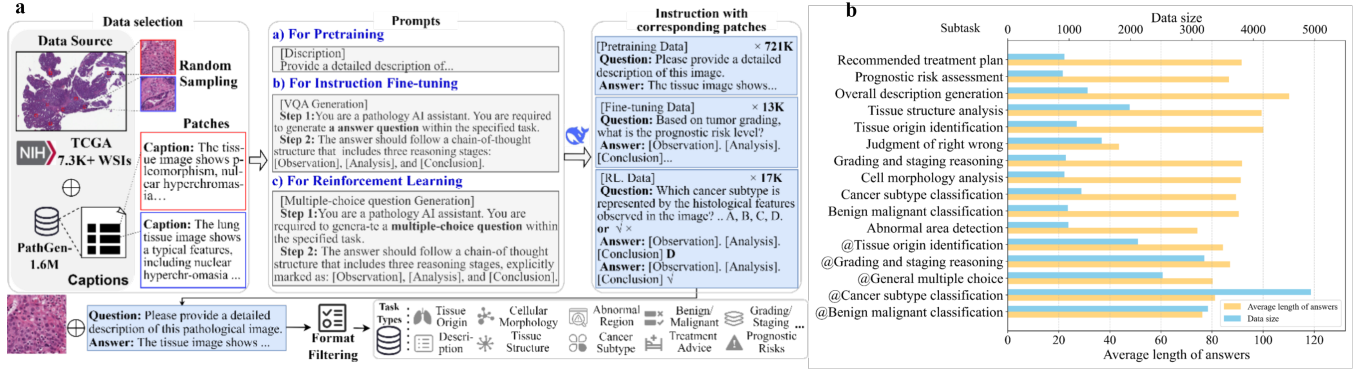 a
Data selection
Data Source
Random
Sampling
NIH
TCGA
7.3K+ WSIs
PathGen-
1.6M
Captions
Patches
Caption: The tis-
ue image shows p-
lcomorphism, nul-
car hyperchromas-
ia…
Caption: The lung
tissue image shows
a typical features,
including nuclear
hyperchr-omasia ...
Prompts
a) For Pretraining
[Discription]
Provide a detailed description of...
b) For Instruction Fine-tuning
[VQA Generation]
Step 1:You are a pathology AI assistant. You are required
to generate a answer question within the specified task.
Step 2: The answer should follow a chain-of-thought
structure that includes three reasoning stages:
[Observation], [Analysis], and [Conclusion].
c) For Reinforcement Learning
[Multiple-choice question Generation]
Step 1:You are a pathology AI assistant. You are
required to genera-te a multiple-choice question within
the specified task.
Step 2: The answer should follow a chain of thought
structure that includes three reasoning stages, explicitly
marked as: [Observation], [Analysis], and [Conclusion].
Instruction with
corresponding patches
[Pretraining Data] × 721K
Question: Please provide a detailed
description of this image.
Answer: The tissue image shows...
[Fine-tuning Data] × 13K
Question: Based on tumor grading,
what is the prognostic risk level?
Answer: [Observation]. [Analysis].
[Conclusion]...
[RL. Data] × 17K
Question: Which cancer subtype is
represented by the histological features
observed in the image? .. A, B, C, D.
or √ ×
Answer: [Observation]. [Analysis].
[Conclusion] D
Answer: [Observation]. [Analysis].
[Conclusion] √
Question: Please provide a detailed
description of this pathological image.
Answer: The tissue image shows ...
Format
Filtering
Task
Types
Tissue
Origin
Cellular
Morphology
Abnormal
Region
Benign/
Malignant
Grading/
Staging ...
Descri-
ption
Tissue
Structure
Cancer
Subtype
Treatment
Advice
Prognostic
Risks
b
Data size
Subtask
0 1000 2000 3000 4000 5000
Recommended treatment plan
Prognostic risk assessment
Overall description generation
Tissue structure analysis
Tissue origin identification
Judgment of right wrong
Grading and staging reasoning
Cell morphology analysis
Cancer subtype classification
Benign malignant classification
Abnormal area detection
@Tissue origin identification
@Grading and staging reasoning
@General multiple choice
@Cancer subtype classification
@Benign malignant classification
Average length of answers
Data size
0 20 40 60 80 100 120
Average length of answers